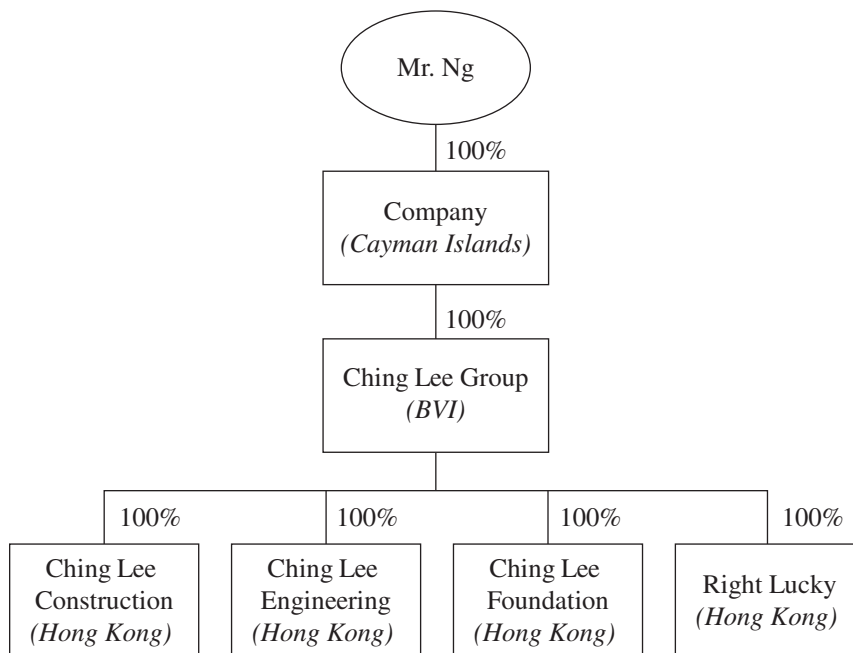 Mr. Ng
100%
Company
(Cayman Islands)
100%
Ching Lee Group
(BVI)
100%
100%
100%
100%
Ching Lee
Construction
(Hong Kong)
Ching Lee
Engineering
(Hong Kong)
Ching Lee
Foundation
(Hong Kong)
Right Lucky
(Hong Kong)